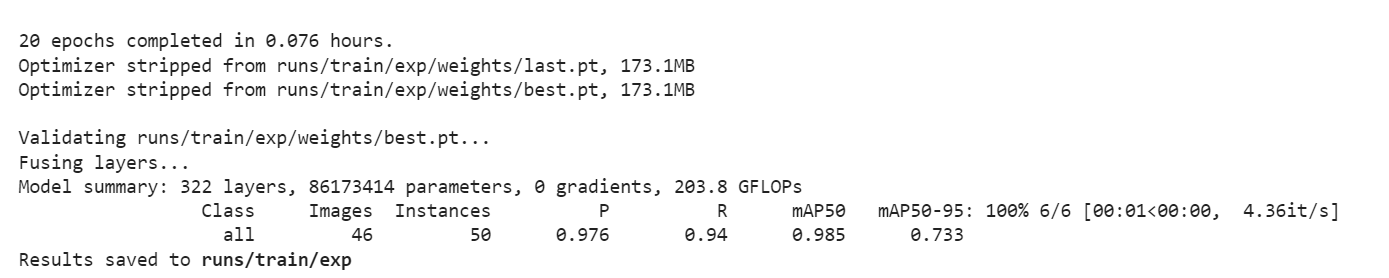 20 epochs completed in 0.076 hours.
Optimizer stripped from runs/train/exp/weights/last.pt, 173.1MB
Optimizer stripped from runs/train/exp/weights/best.pt, 173.1MB
Validating runs/train/exp/weights/best.pt...
Fusing layers...
Model summary: 322 layers, 86173414 parameters, 0 gradients, 203.8 GFLOPs
Class Images Instances P R mAP50 mAP50-95: 100% 6/6 [00:01<00:00, 4.36it/s]
all 46 50 0.976 0.94 0.985 0.733
Results saved to runs/train/exp